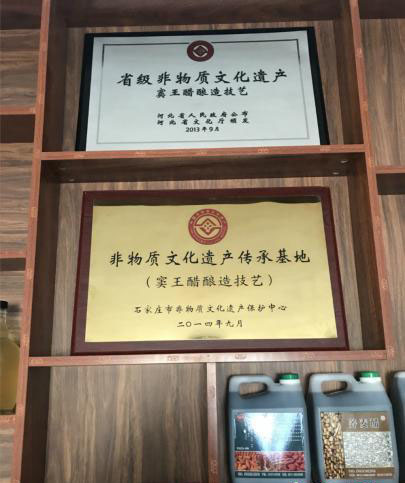 省级非物质文化遗产
窦王醋酿造技艺
河北省人民政府公布
河北省文化厅颁发
2013年9月
非物质文化遗产传承基地
（窦王醋酿造技艺）
石家庄市非物质文化遗产保护中心
二〇一四年九月